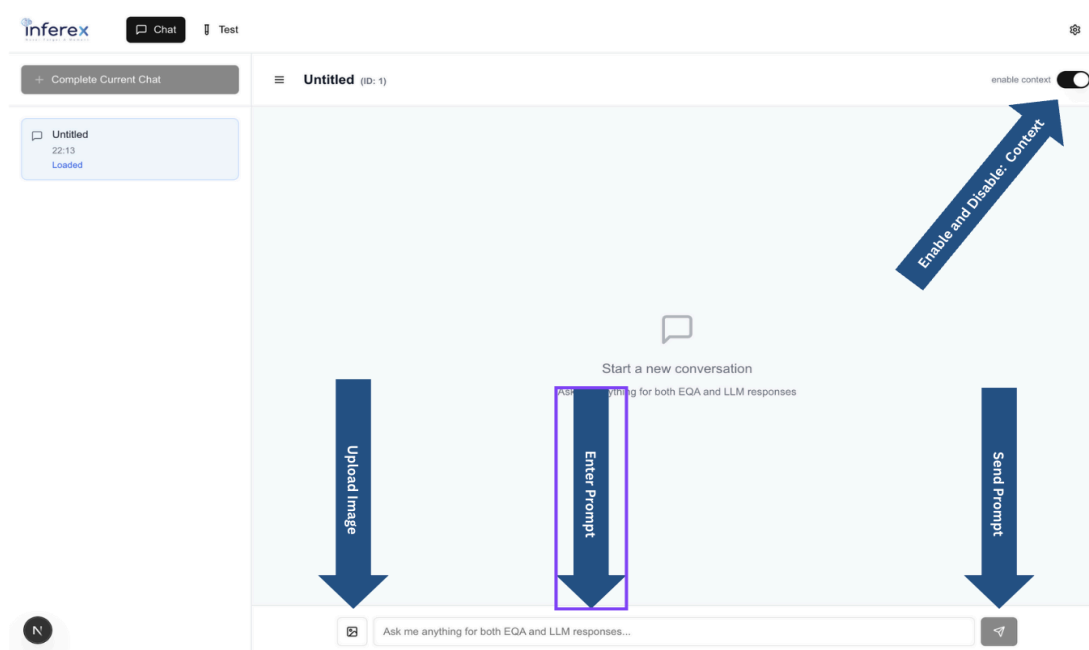 inferex
Chat
Test
Complete Current Chat
Untitled (ID: 1)
enable context
Untitled
22:13
Loaded
Enable and Disable: Context
Start a new conversation
Ask anything for both EQA and LLM responses
Upload Image
Enter Prompt
Send Prompt
N
Ask me anything for both EQA and LLM responses...